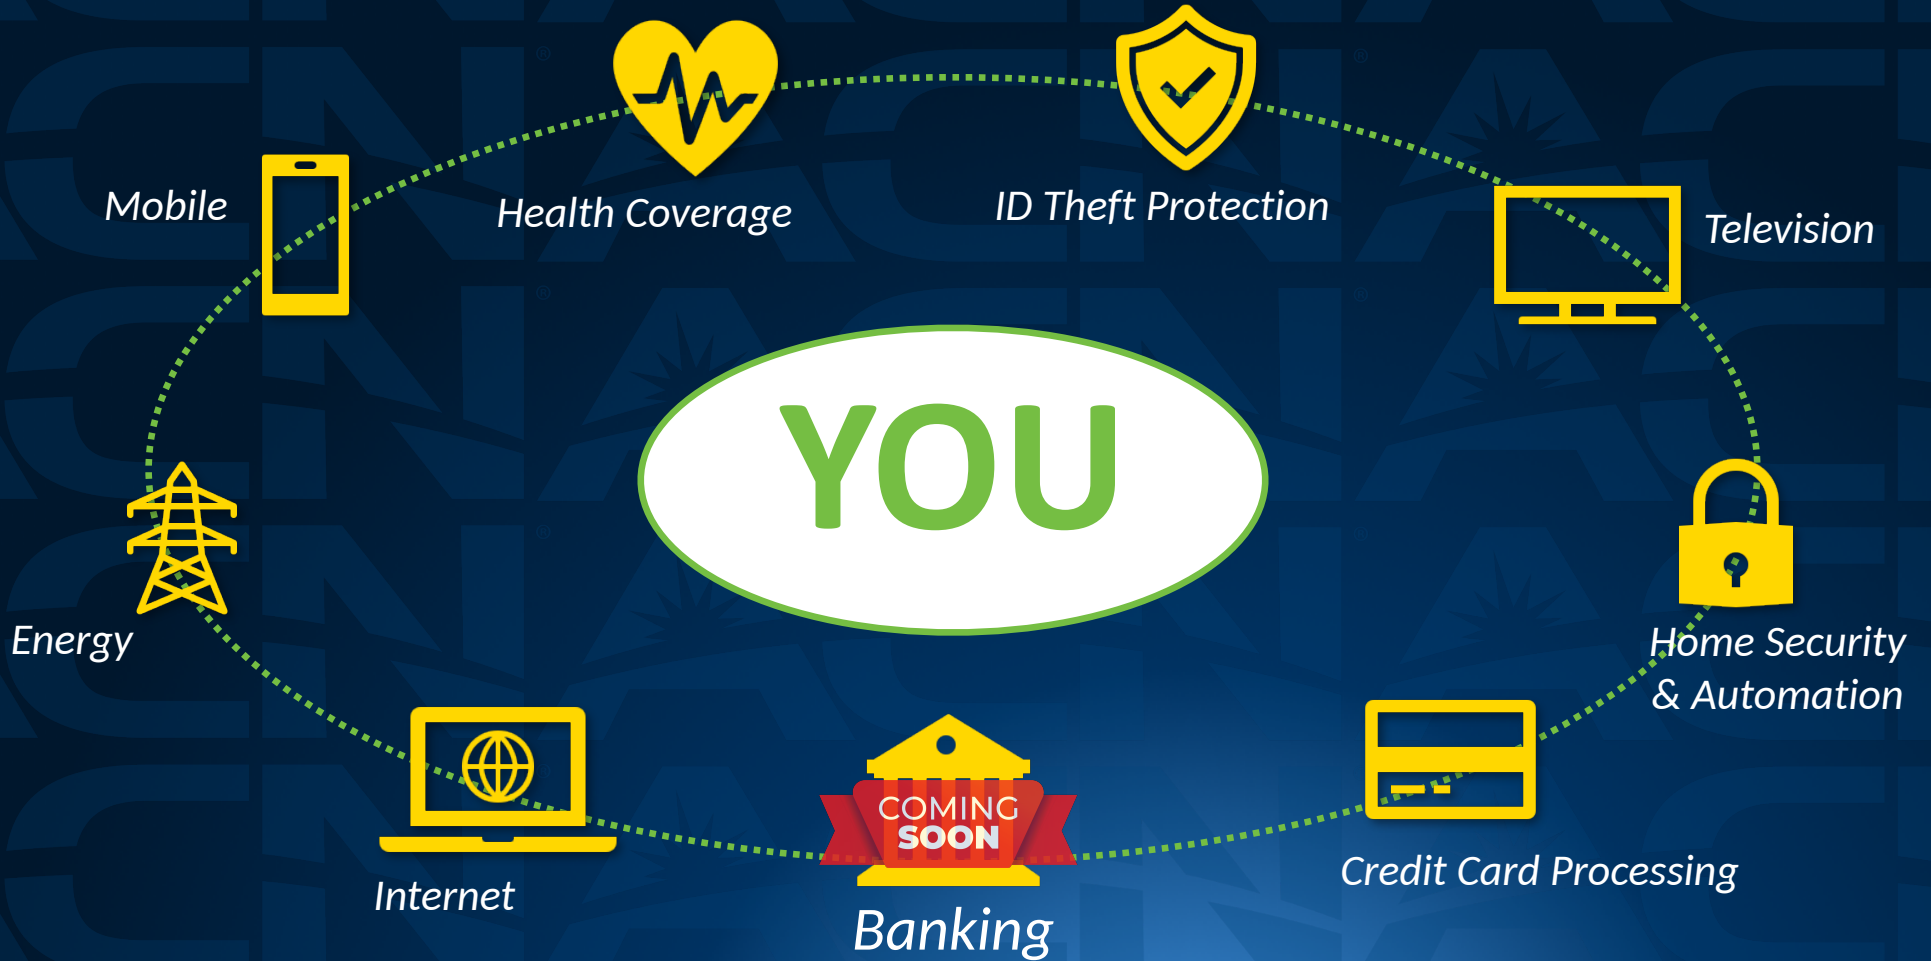 Mobile
Health Coverage
ID Theft Protection
Television
YOU
Energy
Home Security
& Automation
COMING
SOON
Internet
Credit Card Processing
Banking